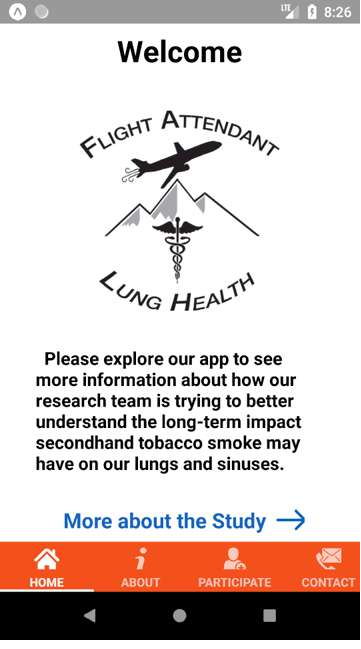 LTE 8:26
Welcome
FLIGHT ATTENDANT
LUNG HEALTH
Please explore our app to see
more information about how our
research team is trying to better
understand the long-term impact
secondhand tobacco smoke may
have on our lungs and sinuses.
More about the Study
HOME ABOUT PARTICIPATE CONTACT